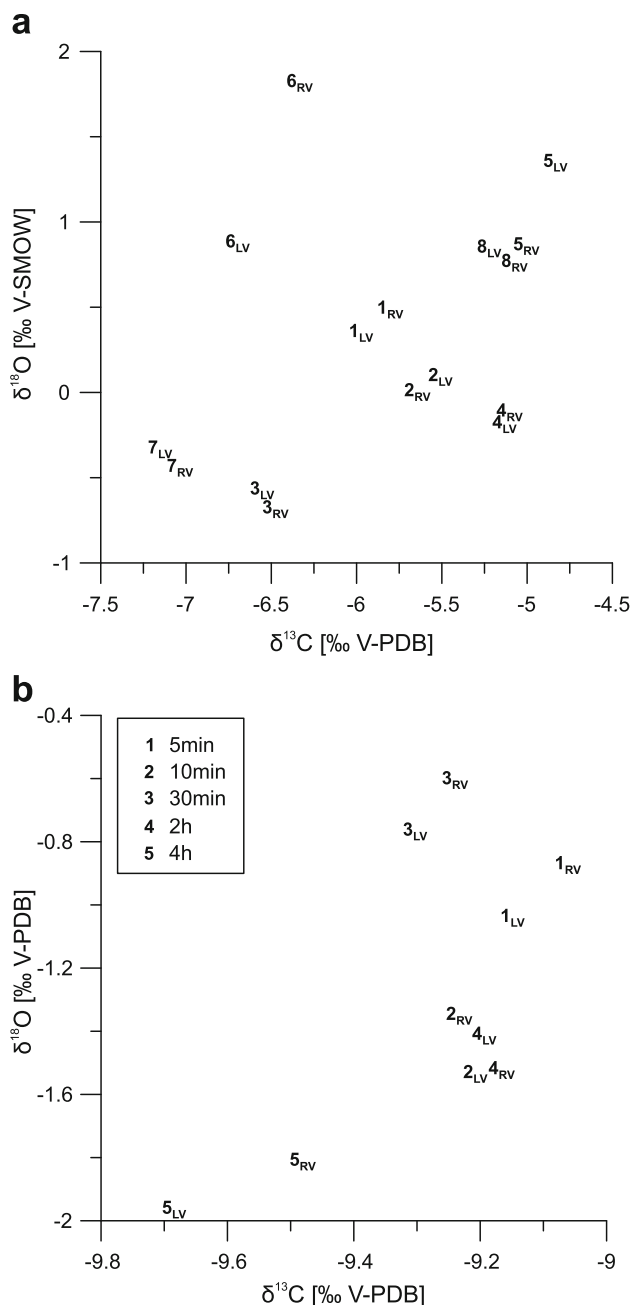 a
2
6RV
5LV
1
6LV
8LV 5RV
8RV
1RV
1LV
2LV
0
2RV
4RV
4LV
7LV
7RV
3LV
3RV
-1
-7.5 -7 -6.5 -6 -5.5 -5 -4.5
δ18O [‰ V-SMOW]
δ13C [‰ V-PDB]
b
-0.4
1 5min
2 10min
3 30min
4 2h
5 4h
3RV
3LV
-0.8
1RV
1LV
-1.2
2RV
4LV
2LV 4RV
-1.6
5RV
5LV
-2
-9.8 -9.6 -9.4 -9.2 -9
δ18O [‰ V-PDB]
δ13C [‰ V-PDB]